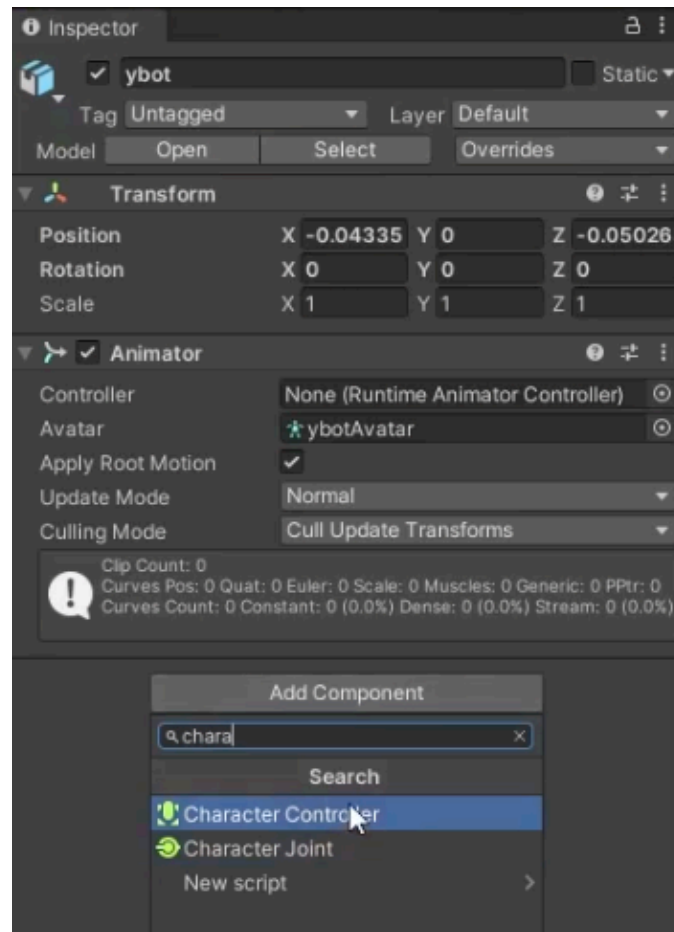 Inspector
ybot Static
Tag Untagged Layer Default
Model Open Select Overrides
Transform
Position X -0.04335 Y 0 Z -0.05026
Rotation X 0 Y 0 Z 0
Scale X 1 Y 1 Z 1
Animator
Controller None (Runtime Animator Controller)
Avatar ybotAvatar
Apply Root Motion
Update Mode Normal
Culling Mode Cull Update Transforms
Clip Count: 0
Curves Pos: 0 Quat: 0 Euler: 0 Scale: 0 Muscles: 0 Generic: 0 PPtr: 0
Curves Count: 0 Constant: 0 (0.0%) Dense: 0 (0.0%) Stream: 0 (0.0%)
Add Component
chara
Search
Character Controller
Character Joint
New script